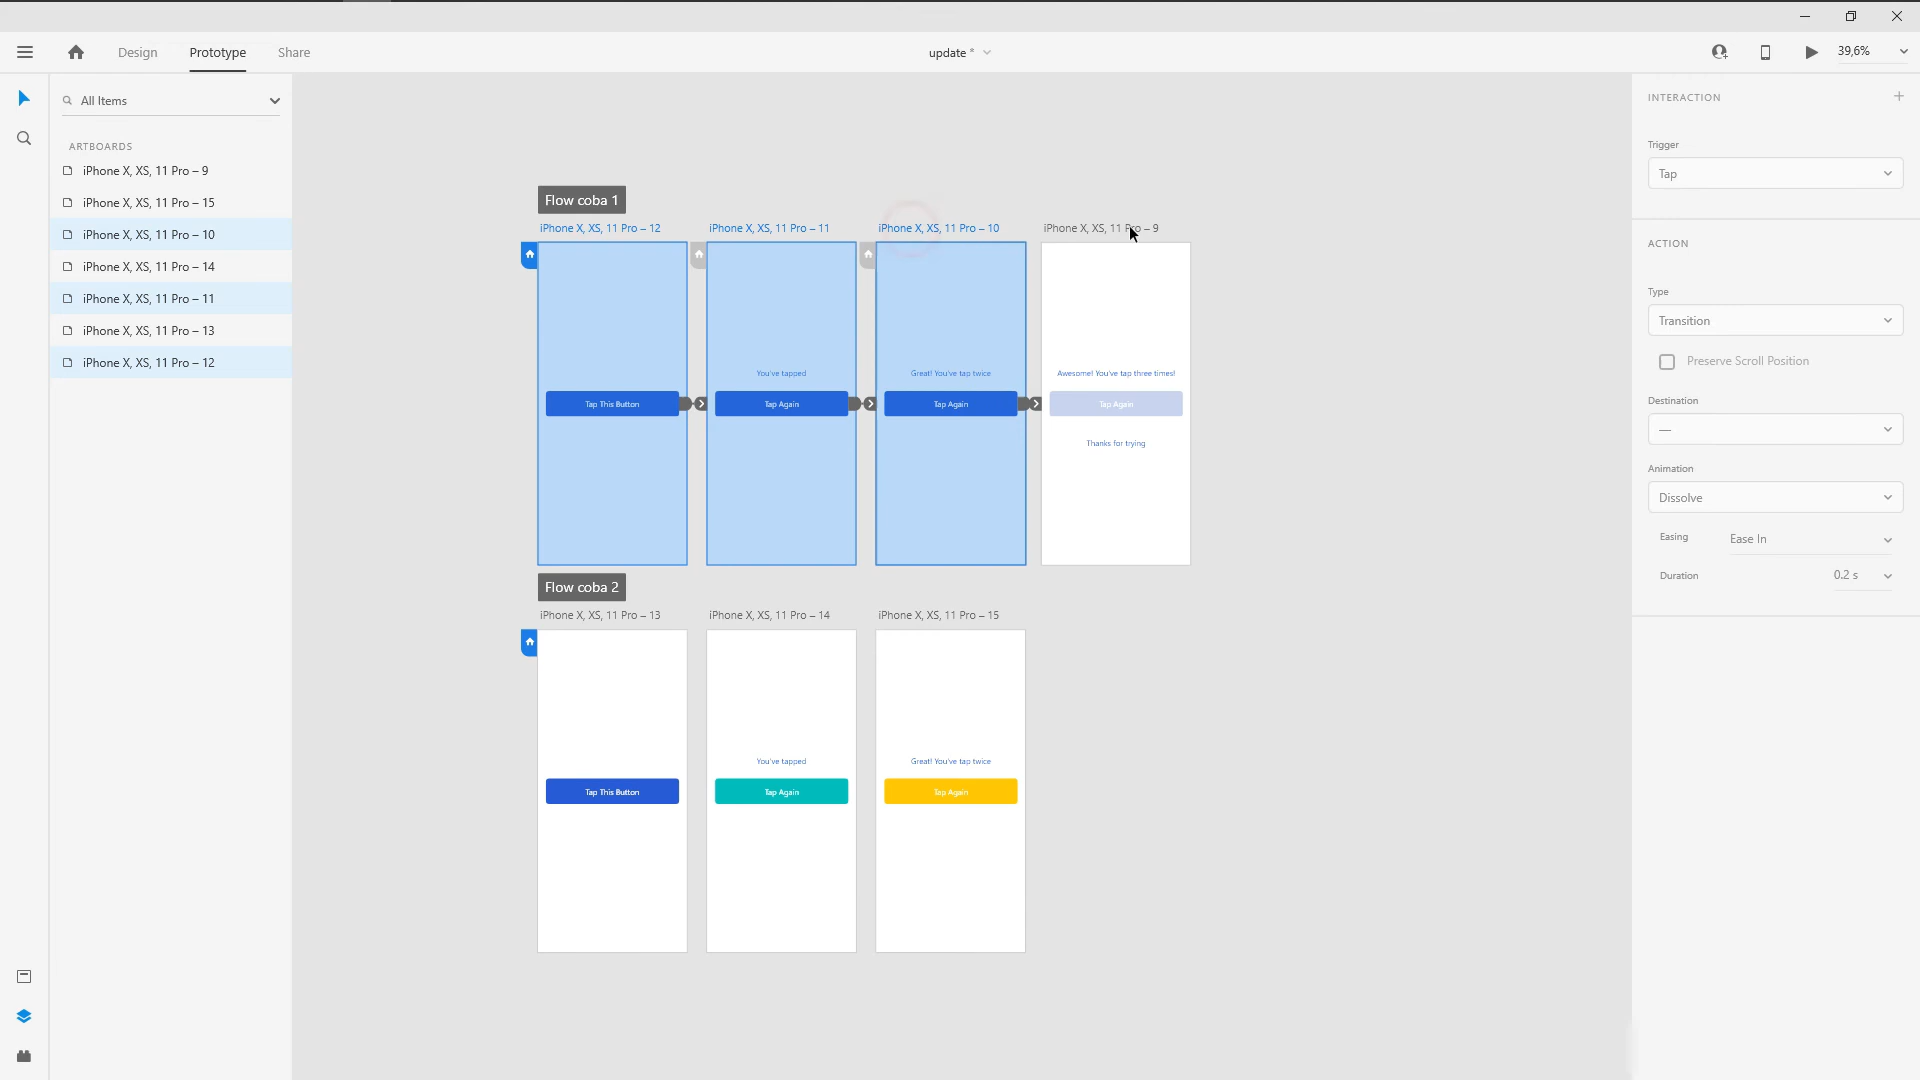 Design Prototype Share
update *
39,6%
All Items
ARTBOARDS
iPhone X, XS, 11 Pro – 9
iPhone X, XS, 11 Pro – 15
iPhone X, XS, 11 Pro – 10
iPhone X, XS, 11 Pro – 14
iPhone X, XS, 11 Pro – 11
iPhone X, XS, 11 Pro – 13
iPhone X, XS, 11 Pro – 12
Flow coba 1
iPhone X, XS, 11 Pro – 12
Tap This Button
iPhone X, XS, 11 Pro – 11
You've tapped
Tap Again
iPhone X, XS, 11 Pro – 10
Great! You've tap twice
Tap Again
iPhone X, XS, 11 Pro – 9
Awesome! You've tap three times!
Tap Again
Thanks for trying
Flow coba 2
iPhone X, XS, 11 Pro – 13
Tap This Button
iPhone X, XS, 11 Pro – 14
You've tapped
Tap Again
iPhone X, XS, 11 Pro – 15
Great! You've tap twice
Tap Again
INTERACTION
Trigger
Tap
ACTION
Type
Transition
Preserve Scroll Position
Destination
—
Animation
Dissolve
Easing Ease In
Duration 0.2 s